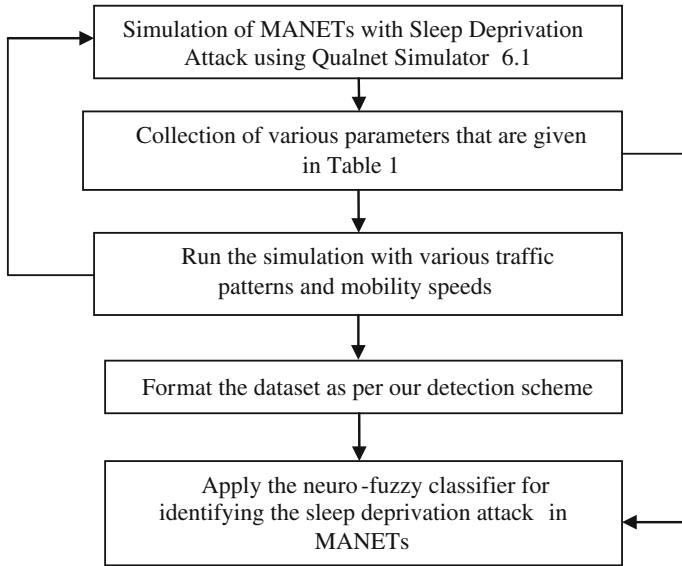 Simulation of MANETs with Sleep Deprivation
Attack using Qualnet Simulator 6.1
Collection of various parameters that are given
in Table 1
Run the simulation with various traffic
patterns and mobility speeds
Format the dataset as per our detection scheme
Apply the neuro-fuzzy classifier for
identifying the sleep deprivation attack in
MANETs